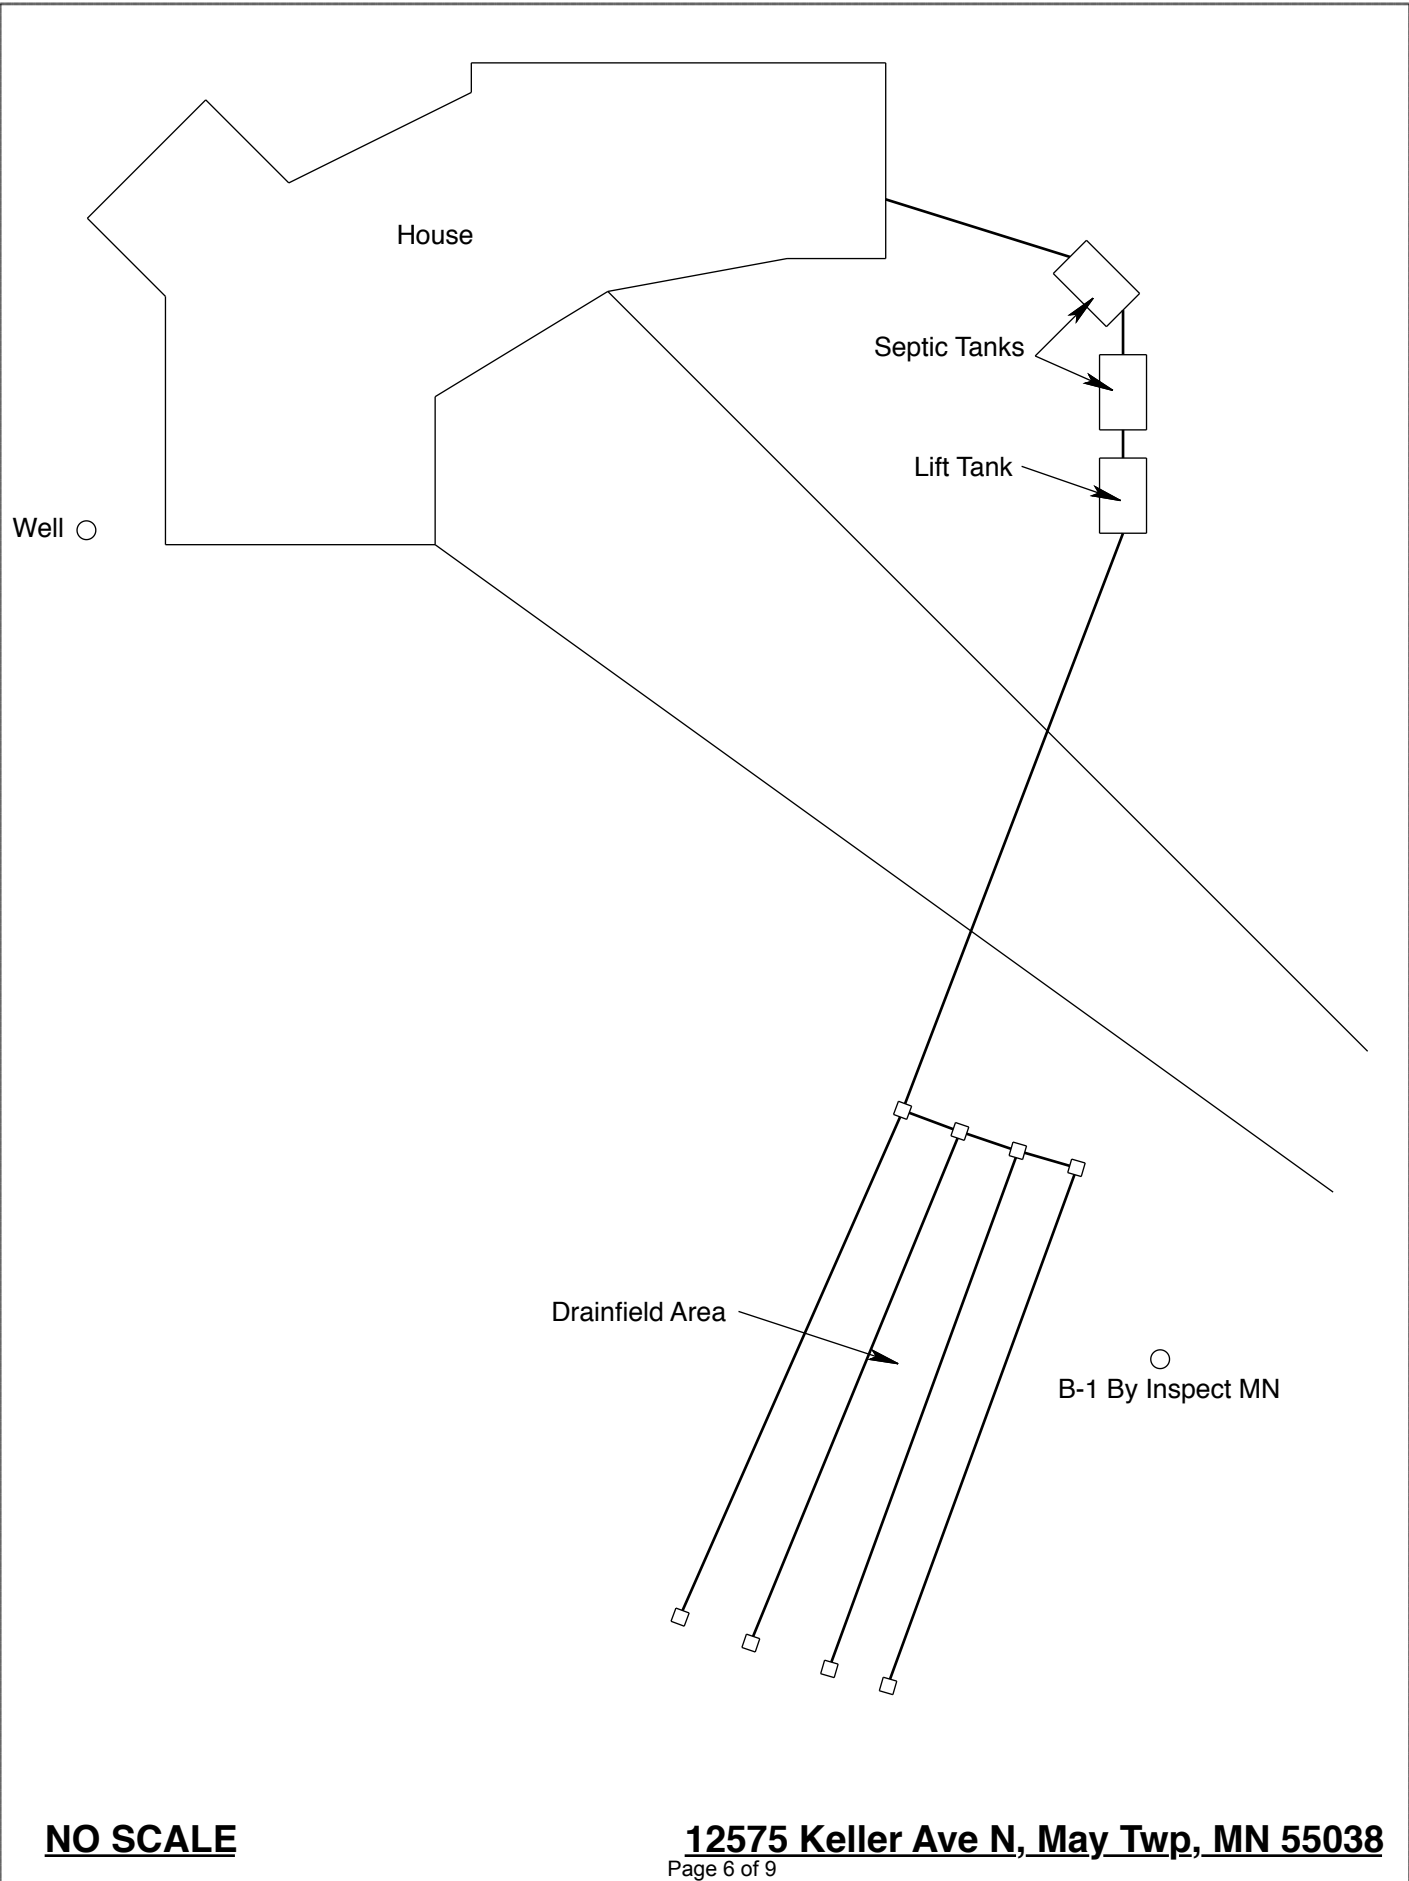 House
Septic Tanks
Lift Tank
Well
Drainfield Area
B-1 By Inspect MN
NO SCALE
12575 Keller Ave N, May Twp, MN 55038
Page 6 of 9